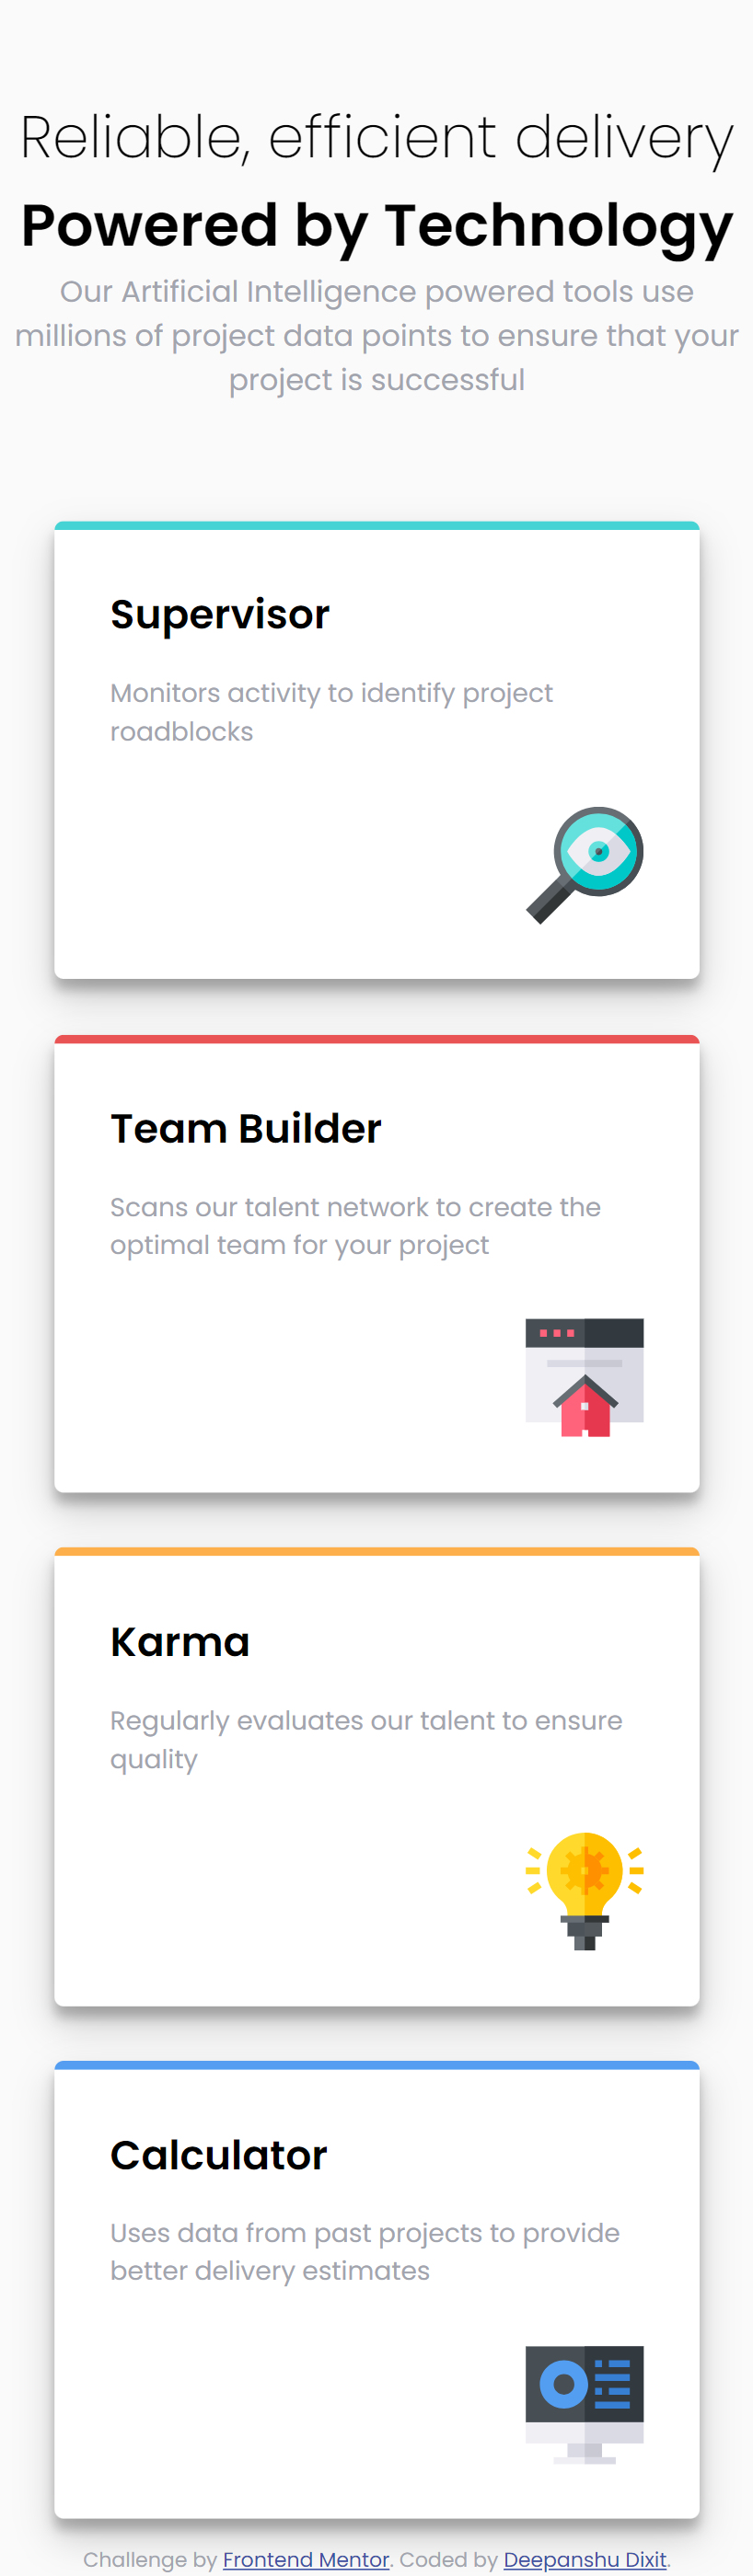 Reliable, efficient delivery
Powered by Technology
Our Artificial Intelligence powered tools use
millions of project data points to ensure that your
project is successful
Supervisor
Monitors activity to identify project
roadblocks
Team Builder
Scans our talent network to create the
optimal team for your project
Karma
Regularly evaluates our talent to ensure
quality
Calculator
Uses data from past projects to provide
better delivery estimates
Challenge by Frontend Mentor. Coded by Deepanshu Dixit.